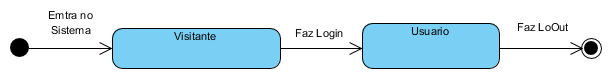 Emtra no
Sistema
Visitante
Faz Login
Usuario
Faz LoOut